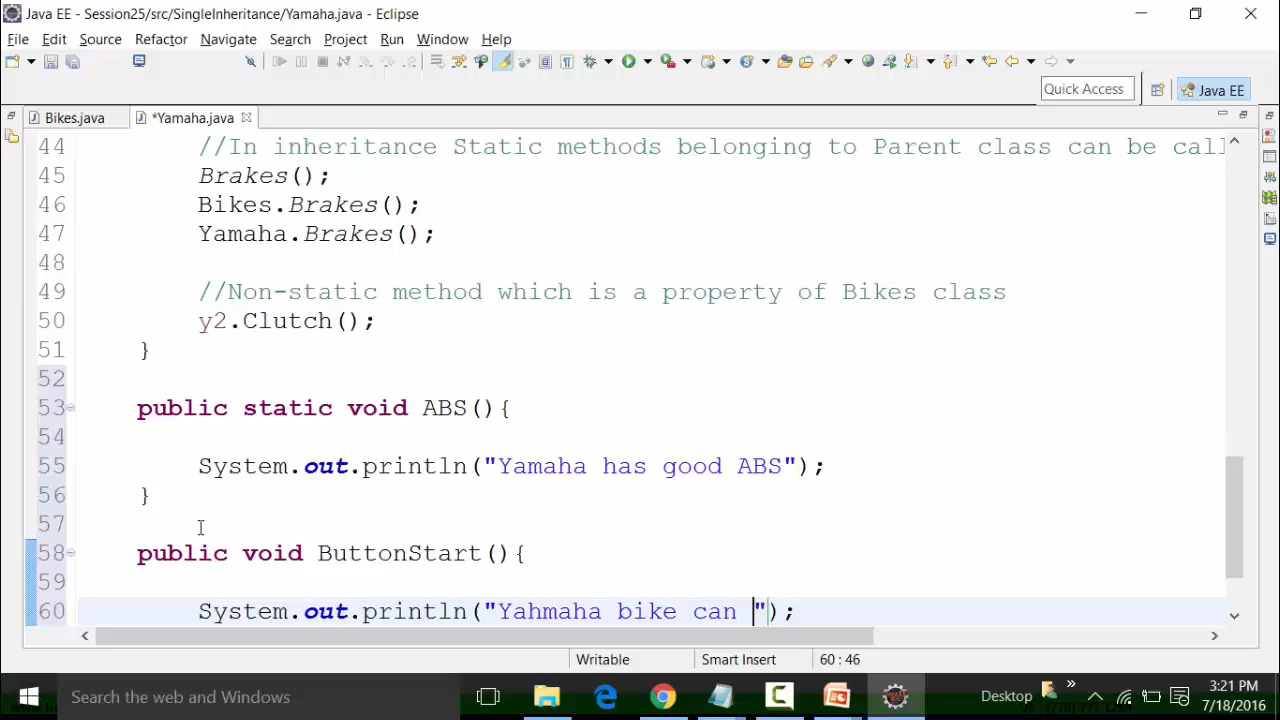 Java EE - Session25/src/SingleInheritance/Yamaha.java - Eclipse
File Edit Source Refactor Navigate Search Project Run Window Help
Quick Access
Java EE
Bikes.java
*Yamaha.java
44 //In inheritance Static methods belonging to Parent class can be call
45 Brakes();
46 Bikes.Brakes();
47 Yamaha.Brakes();
48
49 //Non-static method which is a property of Bikes class
50 y2.Clutch();
51 }
52
53 public static void ABS(){
54
55 System.out.println("Yamaha has good ABS");
56 }
57
58 public void ButtonStart(){
59
60 System.out.println("Yahmaha bike can ");
Writable Smart Insert 60 : 46
Search the web and Windows
Desktop
3:21 PM
7/18/2016